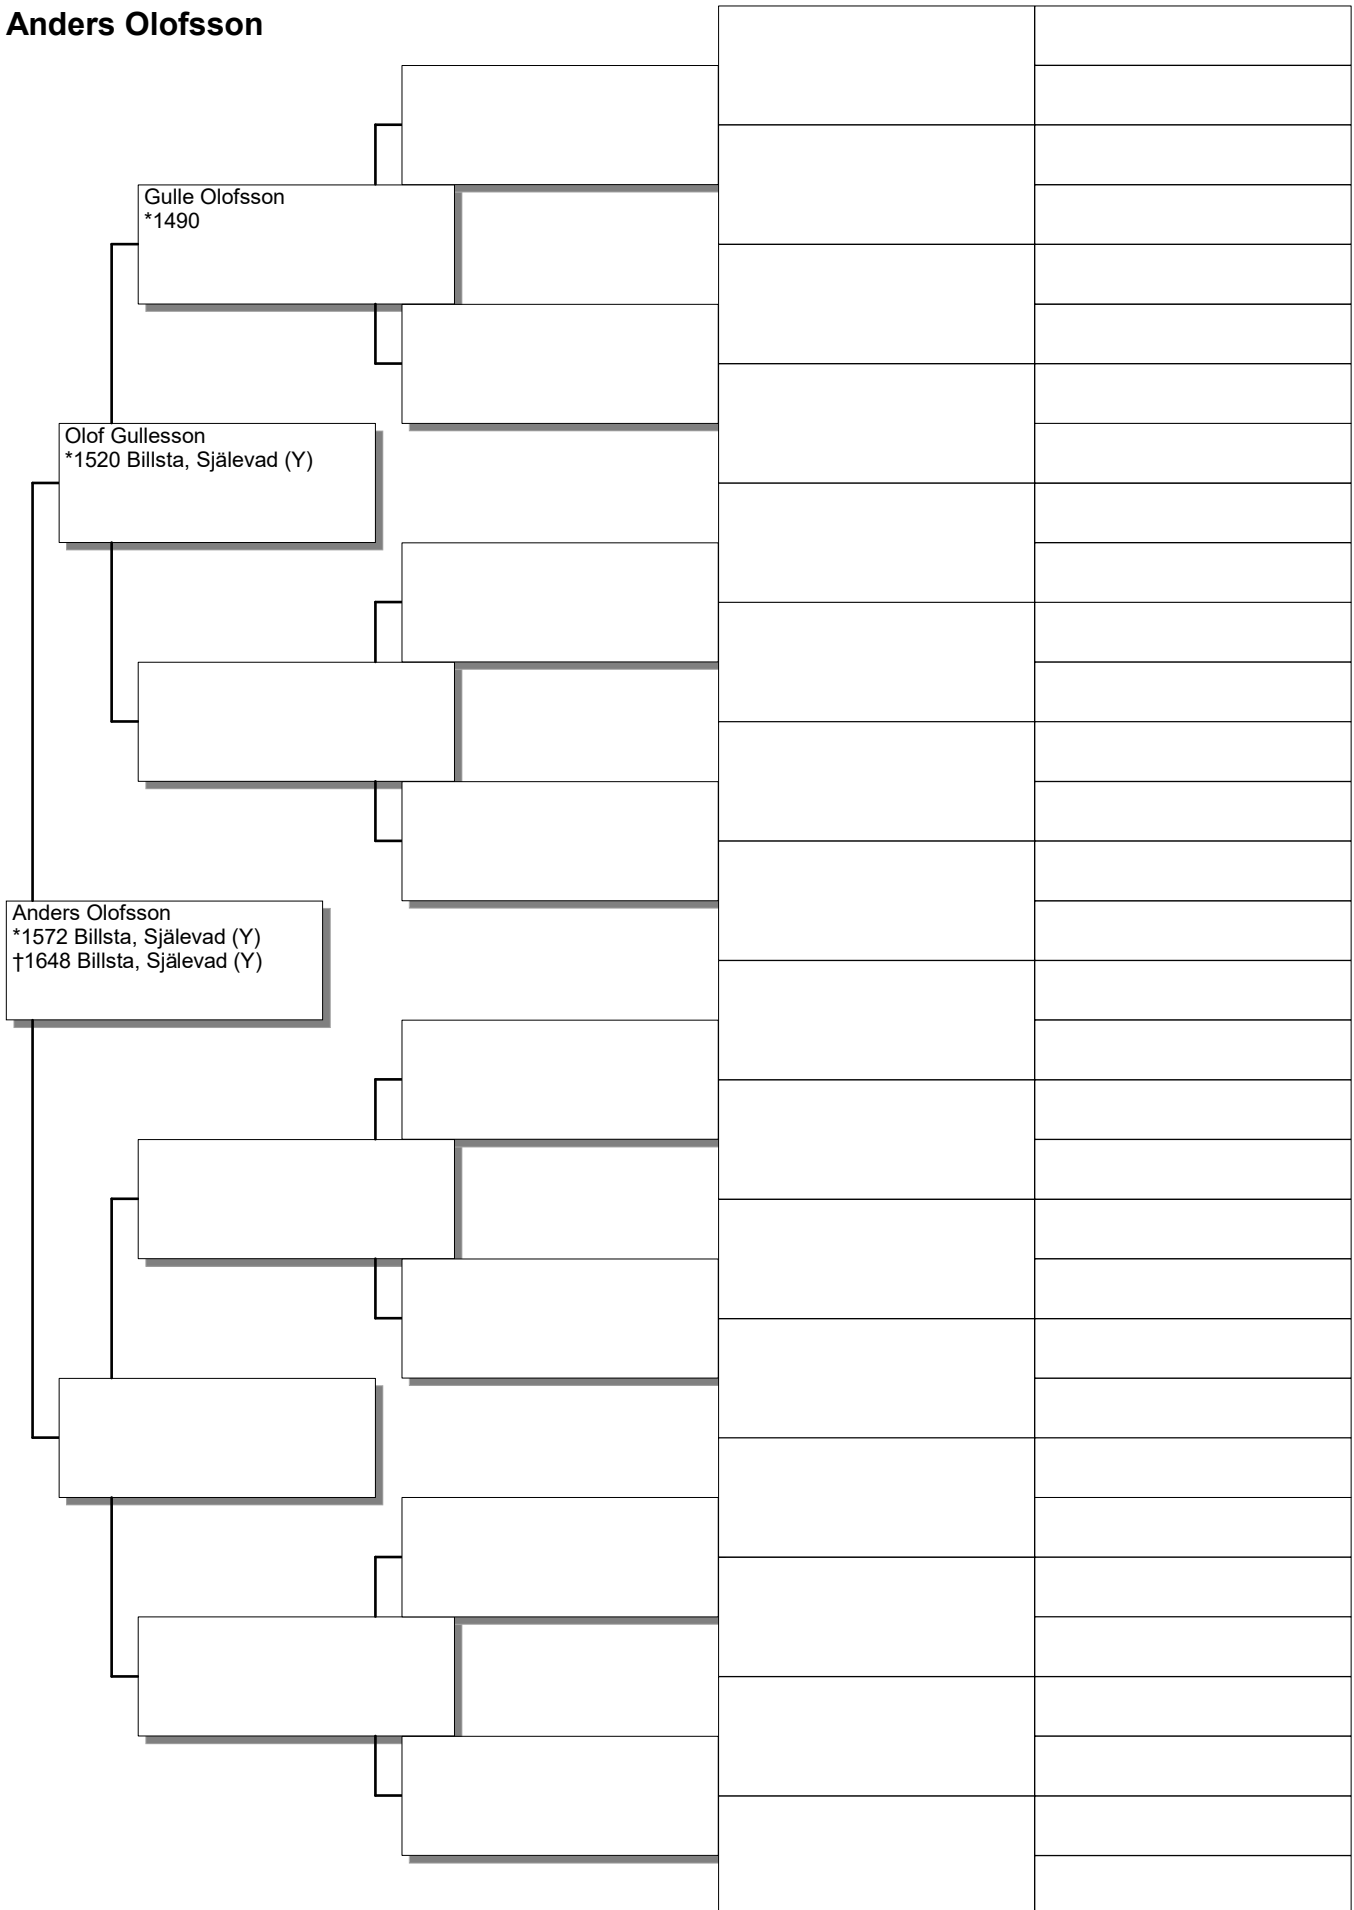 Anders Olofsson
Gulle Olofsson
*1490
Olof Gullesson
*1520 Billsta, Själevad (Y)
Anders Olofsson
*1572 Billsta, Själevad (Y)
†1648 Billsta, Själevad (Y)